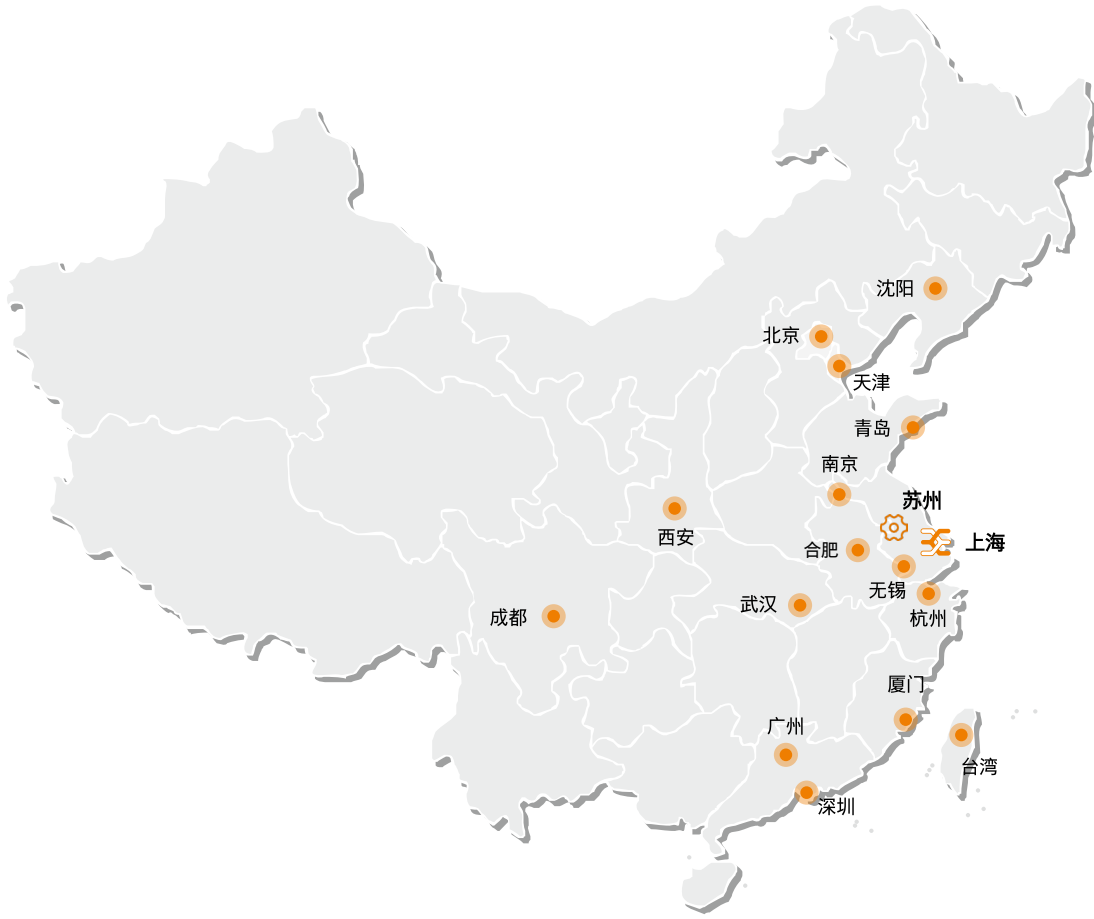 沈阳
北京
天津
青岛
南京
苏州
西安
上海
合肥
无锡
武汉
杭州
成都
厦门
广州
台湾
深圳